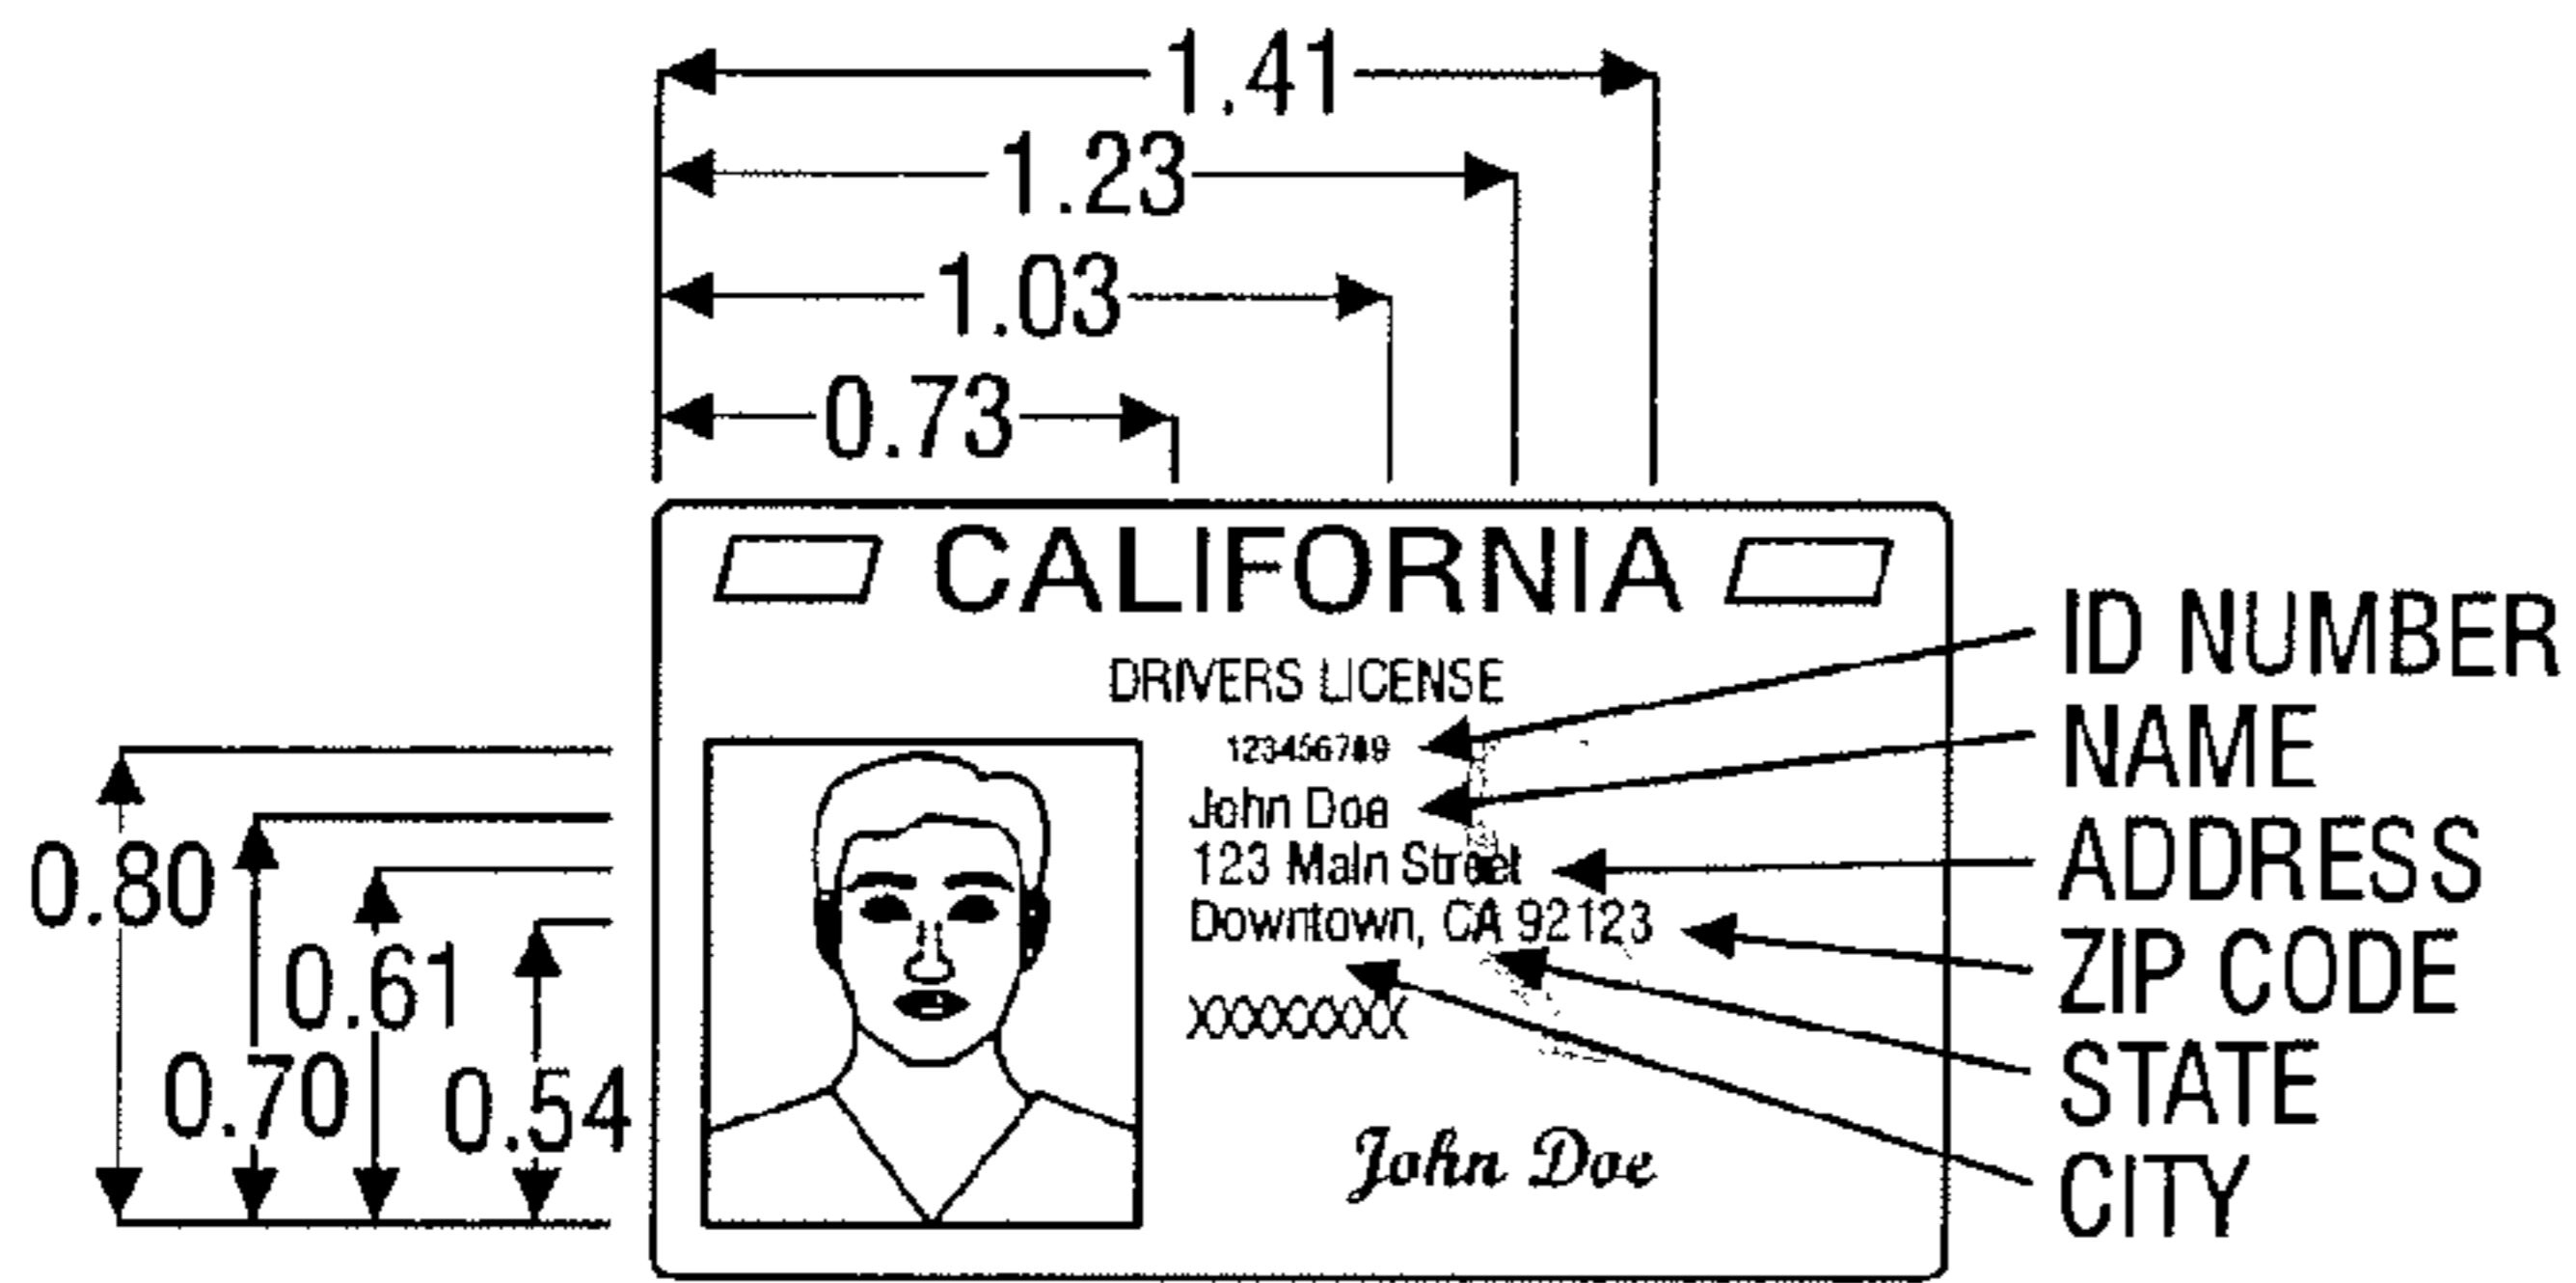 1.41
1.23
1.03
0.73
CALIFORNIA
DRIVERS LICENSE
123456789
John Doe
123 Main Street
Downtown, CA 92123
XXXXXXXXX
John Doe
0.80
0.70
0.61
0.54
ID NUMBER
NAME
ADDRESS
ZIP CODE
STATE
CITY